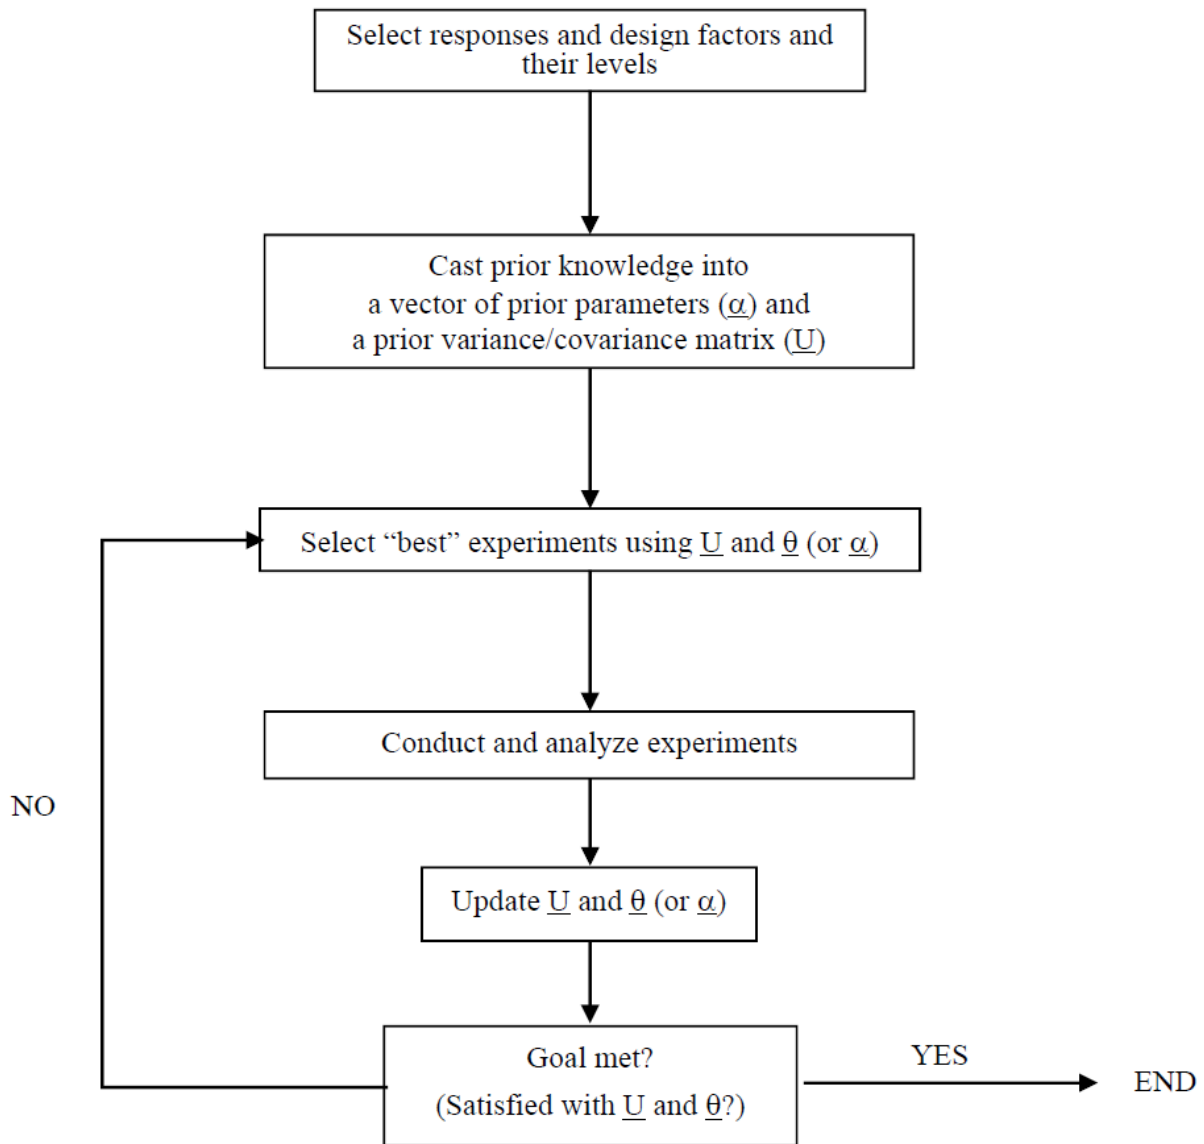 Select responses and design factors and
their levels
Cast prior knowledge into
a vector of prior parameters (α) and
a prior variance/covariance matrix (U)
Select “best” experiments using U and θ (or α)
Conduct and analyze experiments
NO
Update U and θ (or α)
Goal met?
(Satisfied with U and θ?)
YES
END